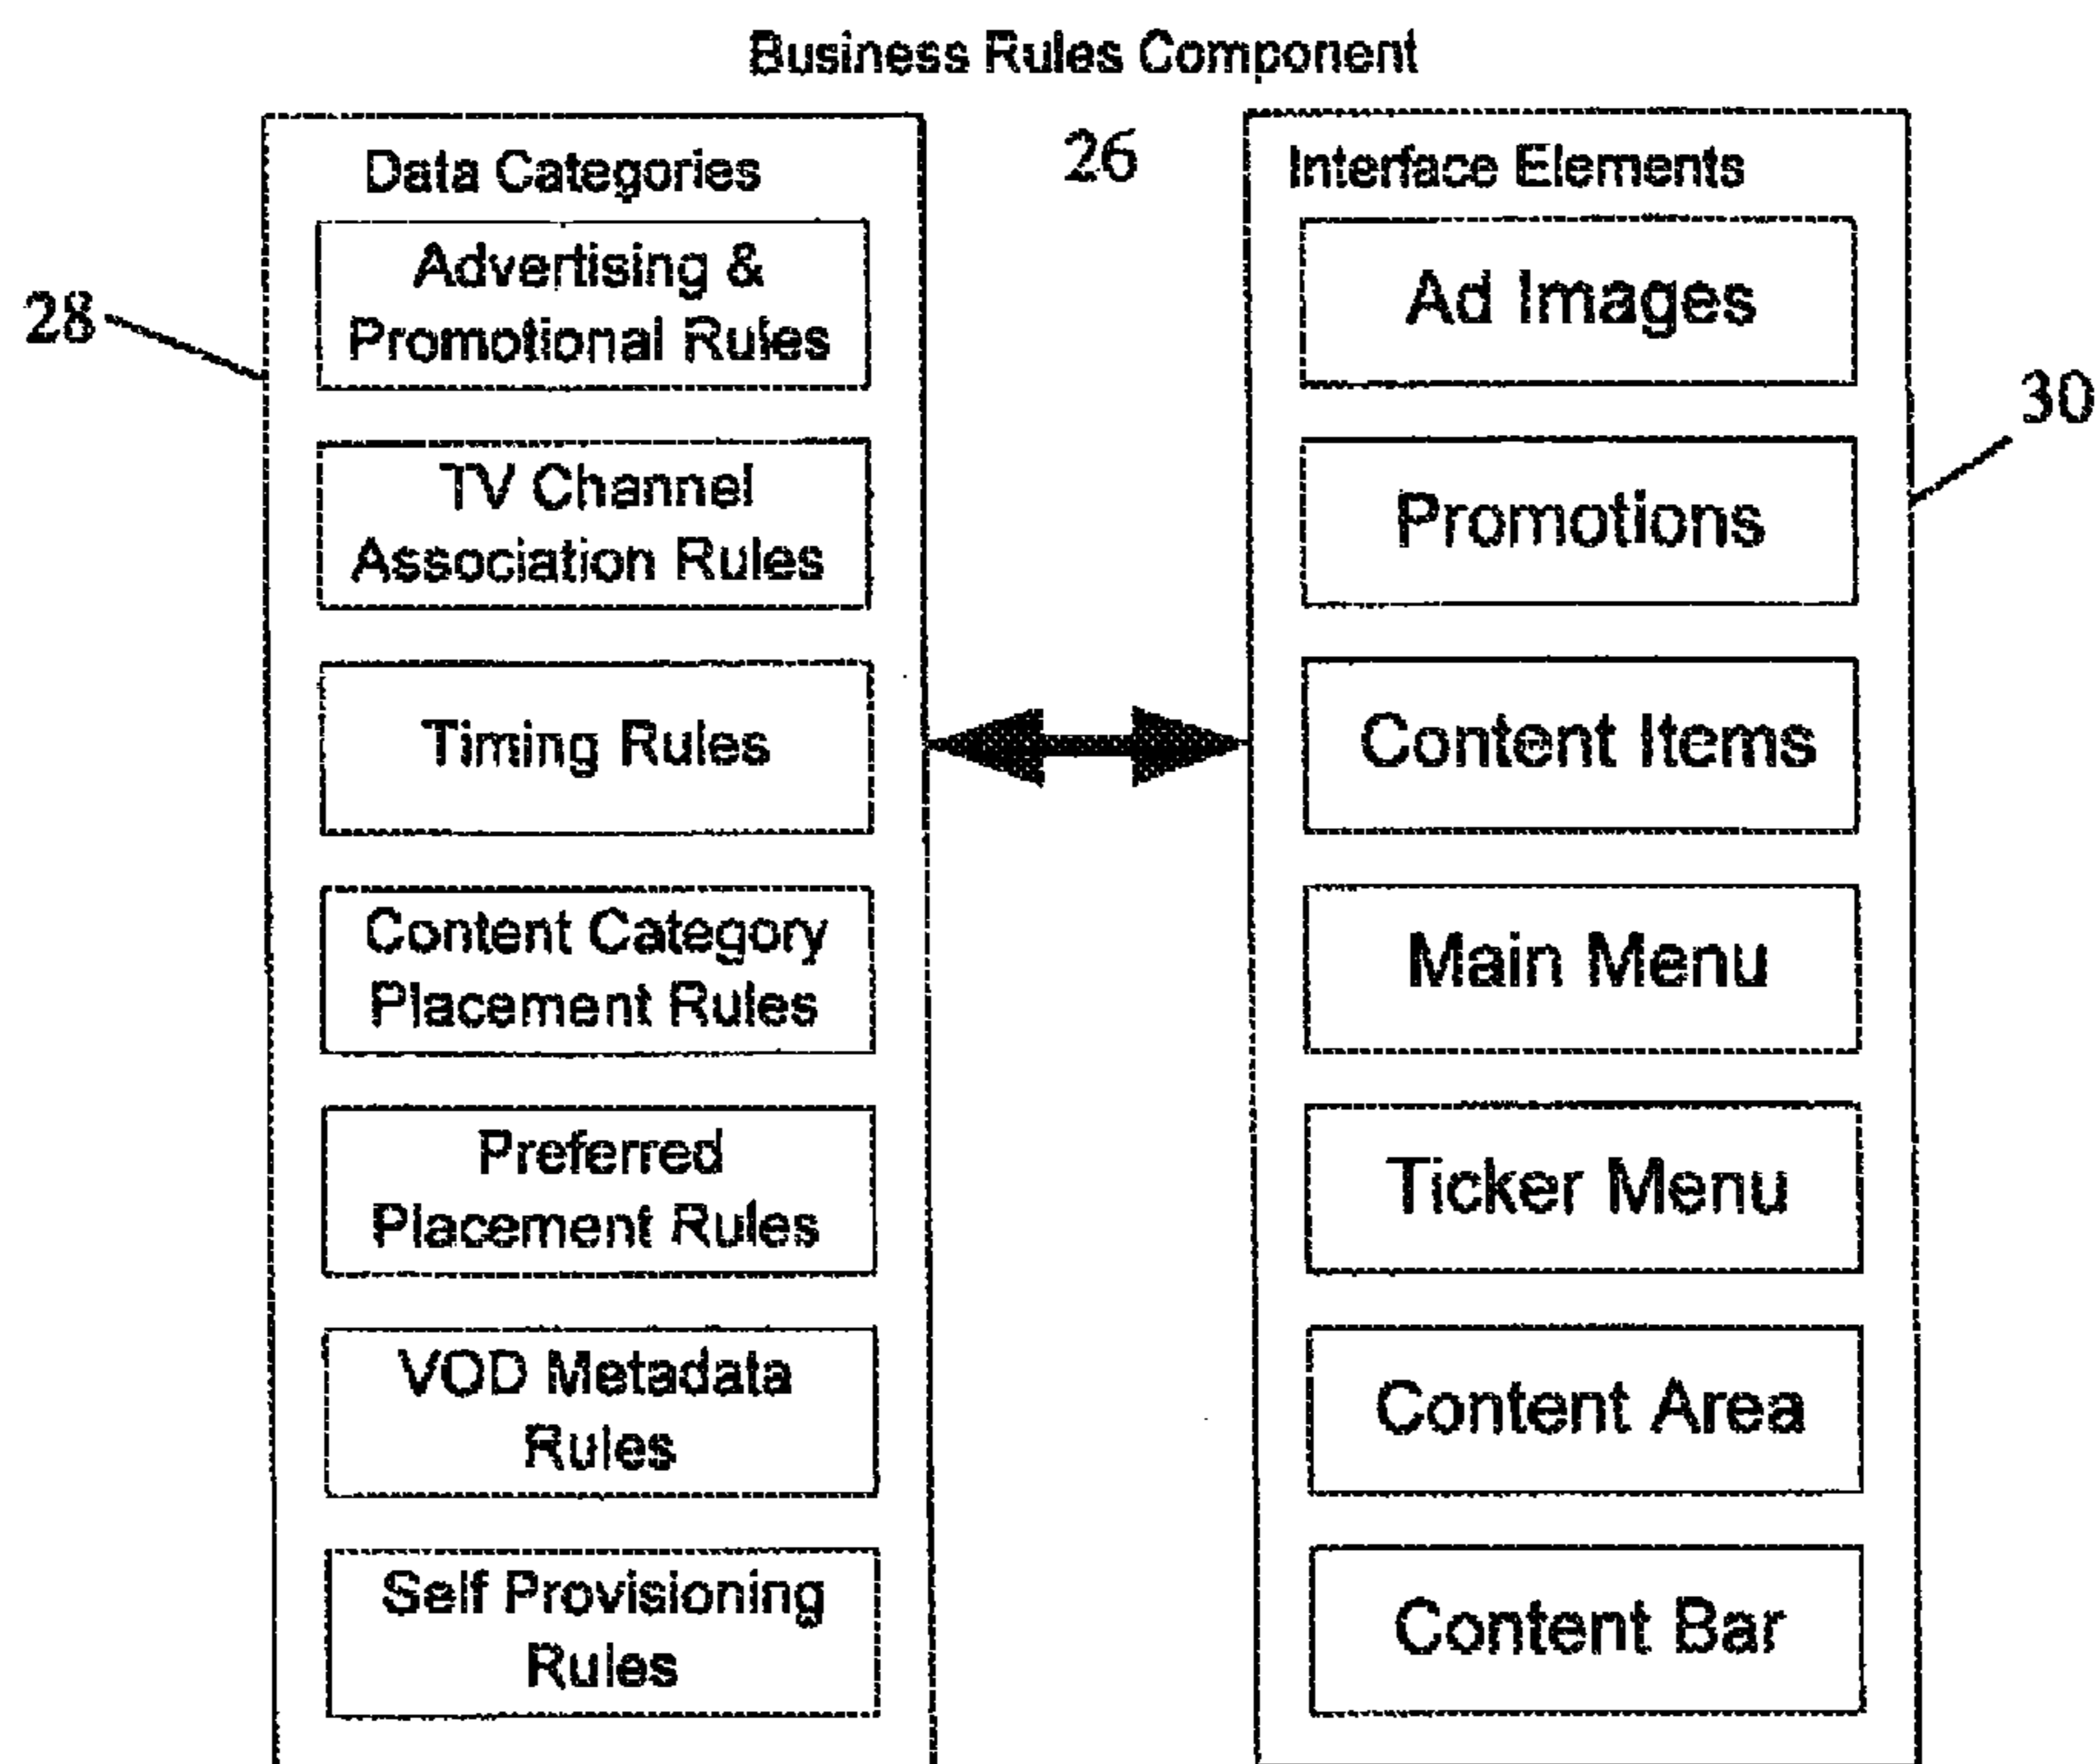 Business Rules Component
26
28
Data Categories
Advertising &
Promotional Rules
TV Channel
Association Rules
Timing Rules
Content Category
Placement Rules
Preferred
Placement Rules
VOD Metadata
Rules
Self Provisioning
Rules
30
Interface Elements
Ad Images
Promotions
Content Items
Main Menu
Ticker Menu
Content Area
Content Bar